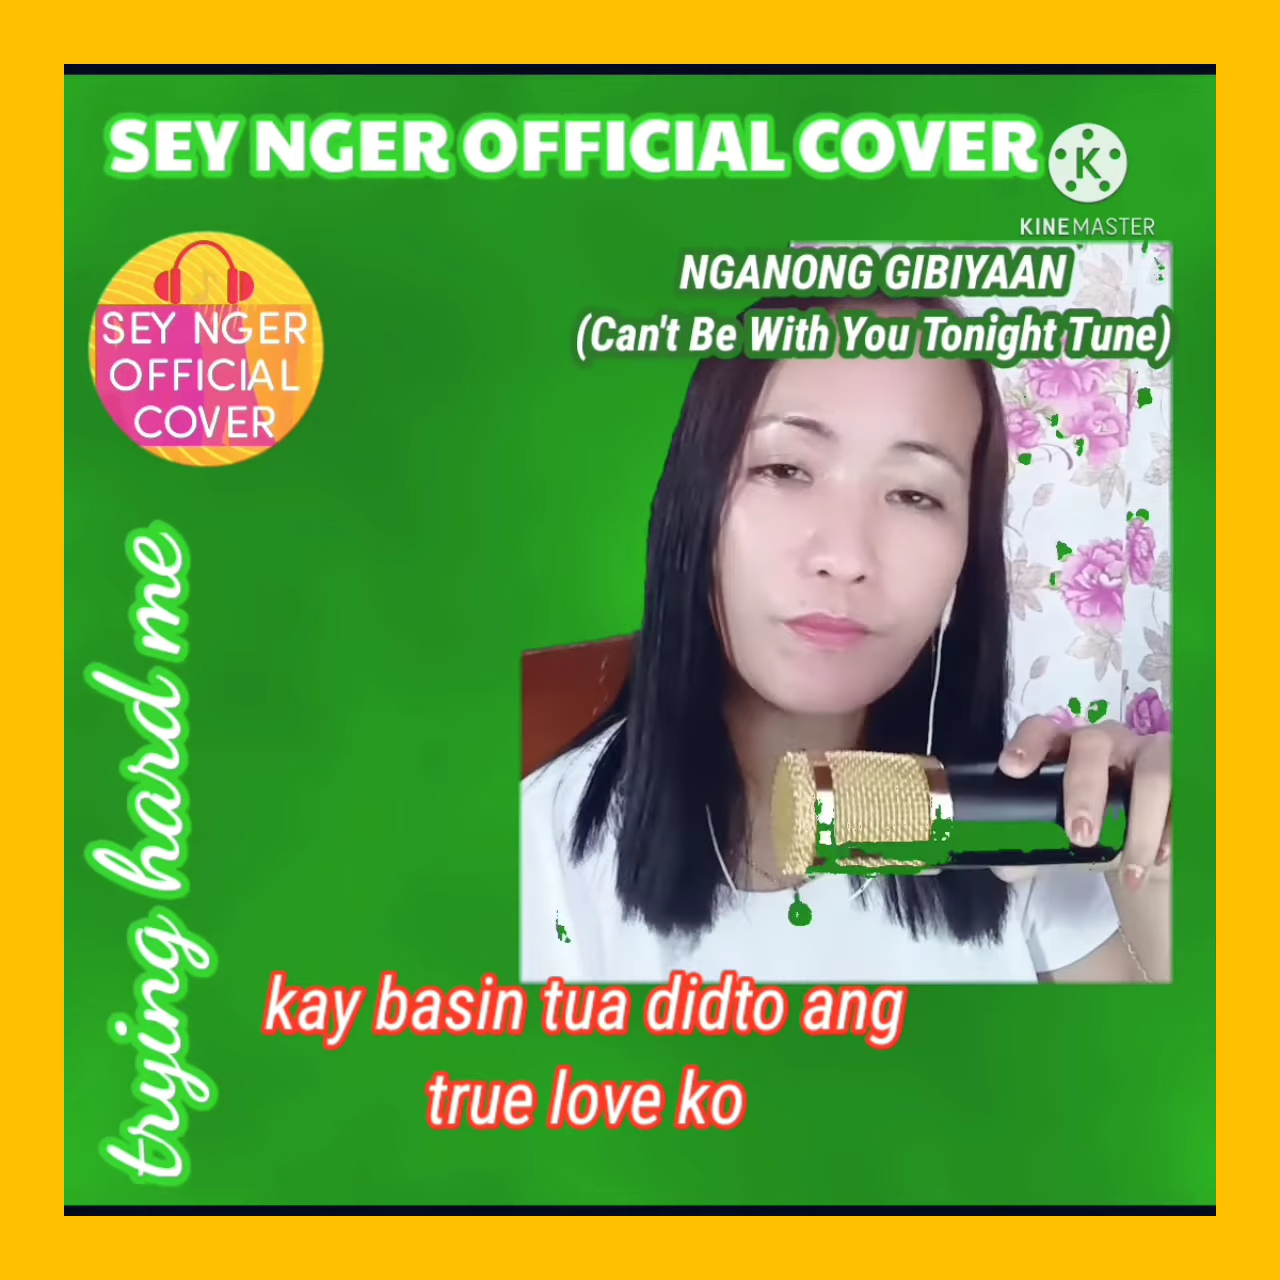 SEY NGER OFFICIAL COVER
K
KINEMASTER
NGANONG GIBIYAAN
(Can't Be With You Tonight Tune)
SEY NGER
OFFICIAL
COVER
trying hard me
kay basin tua didto ang
true love ko